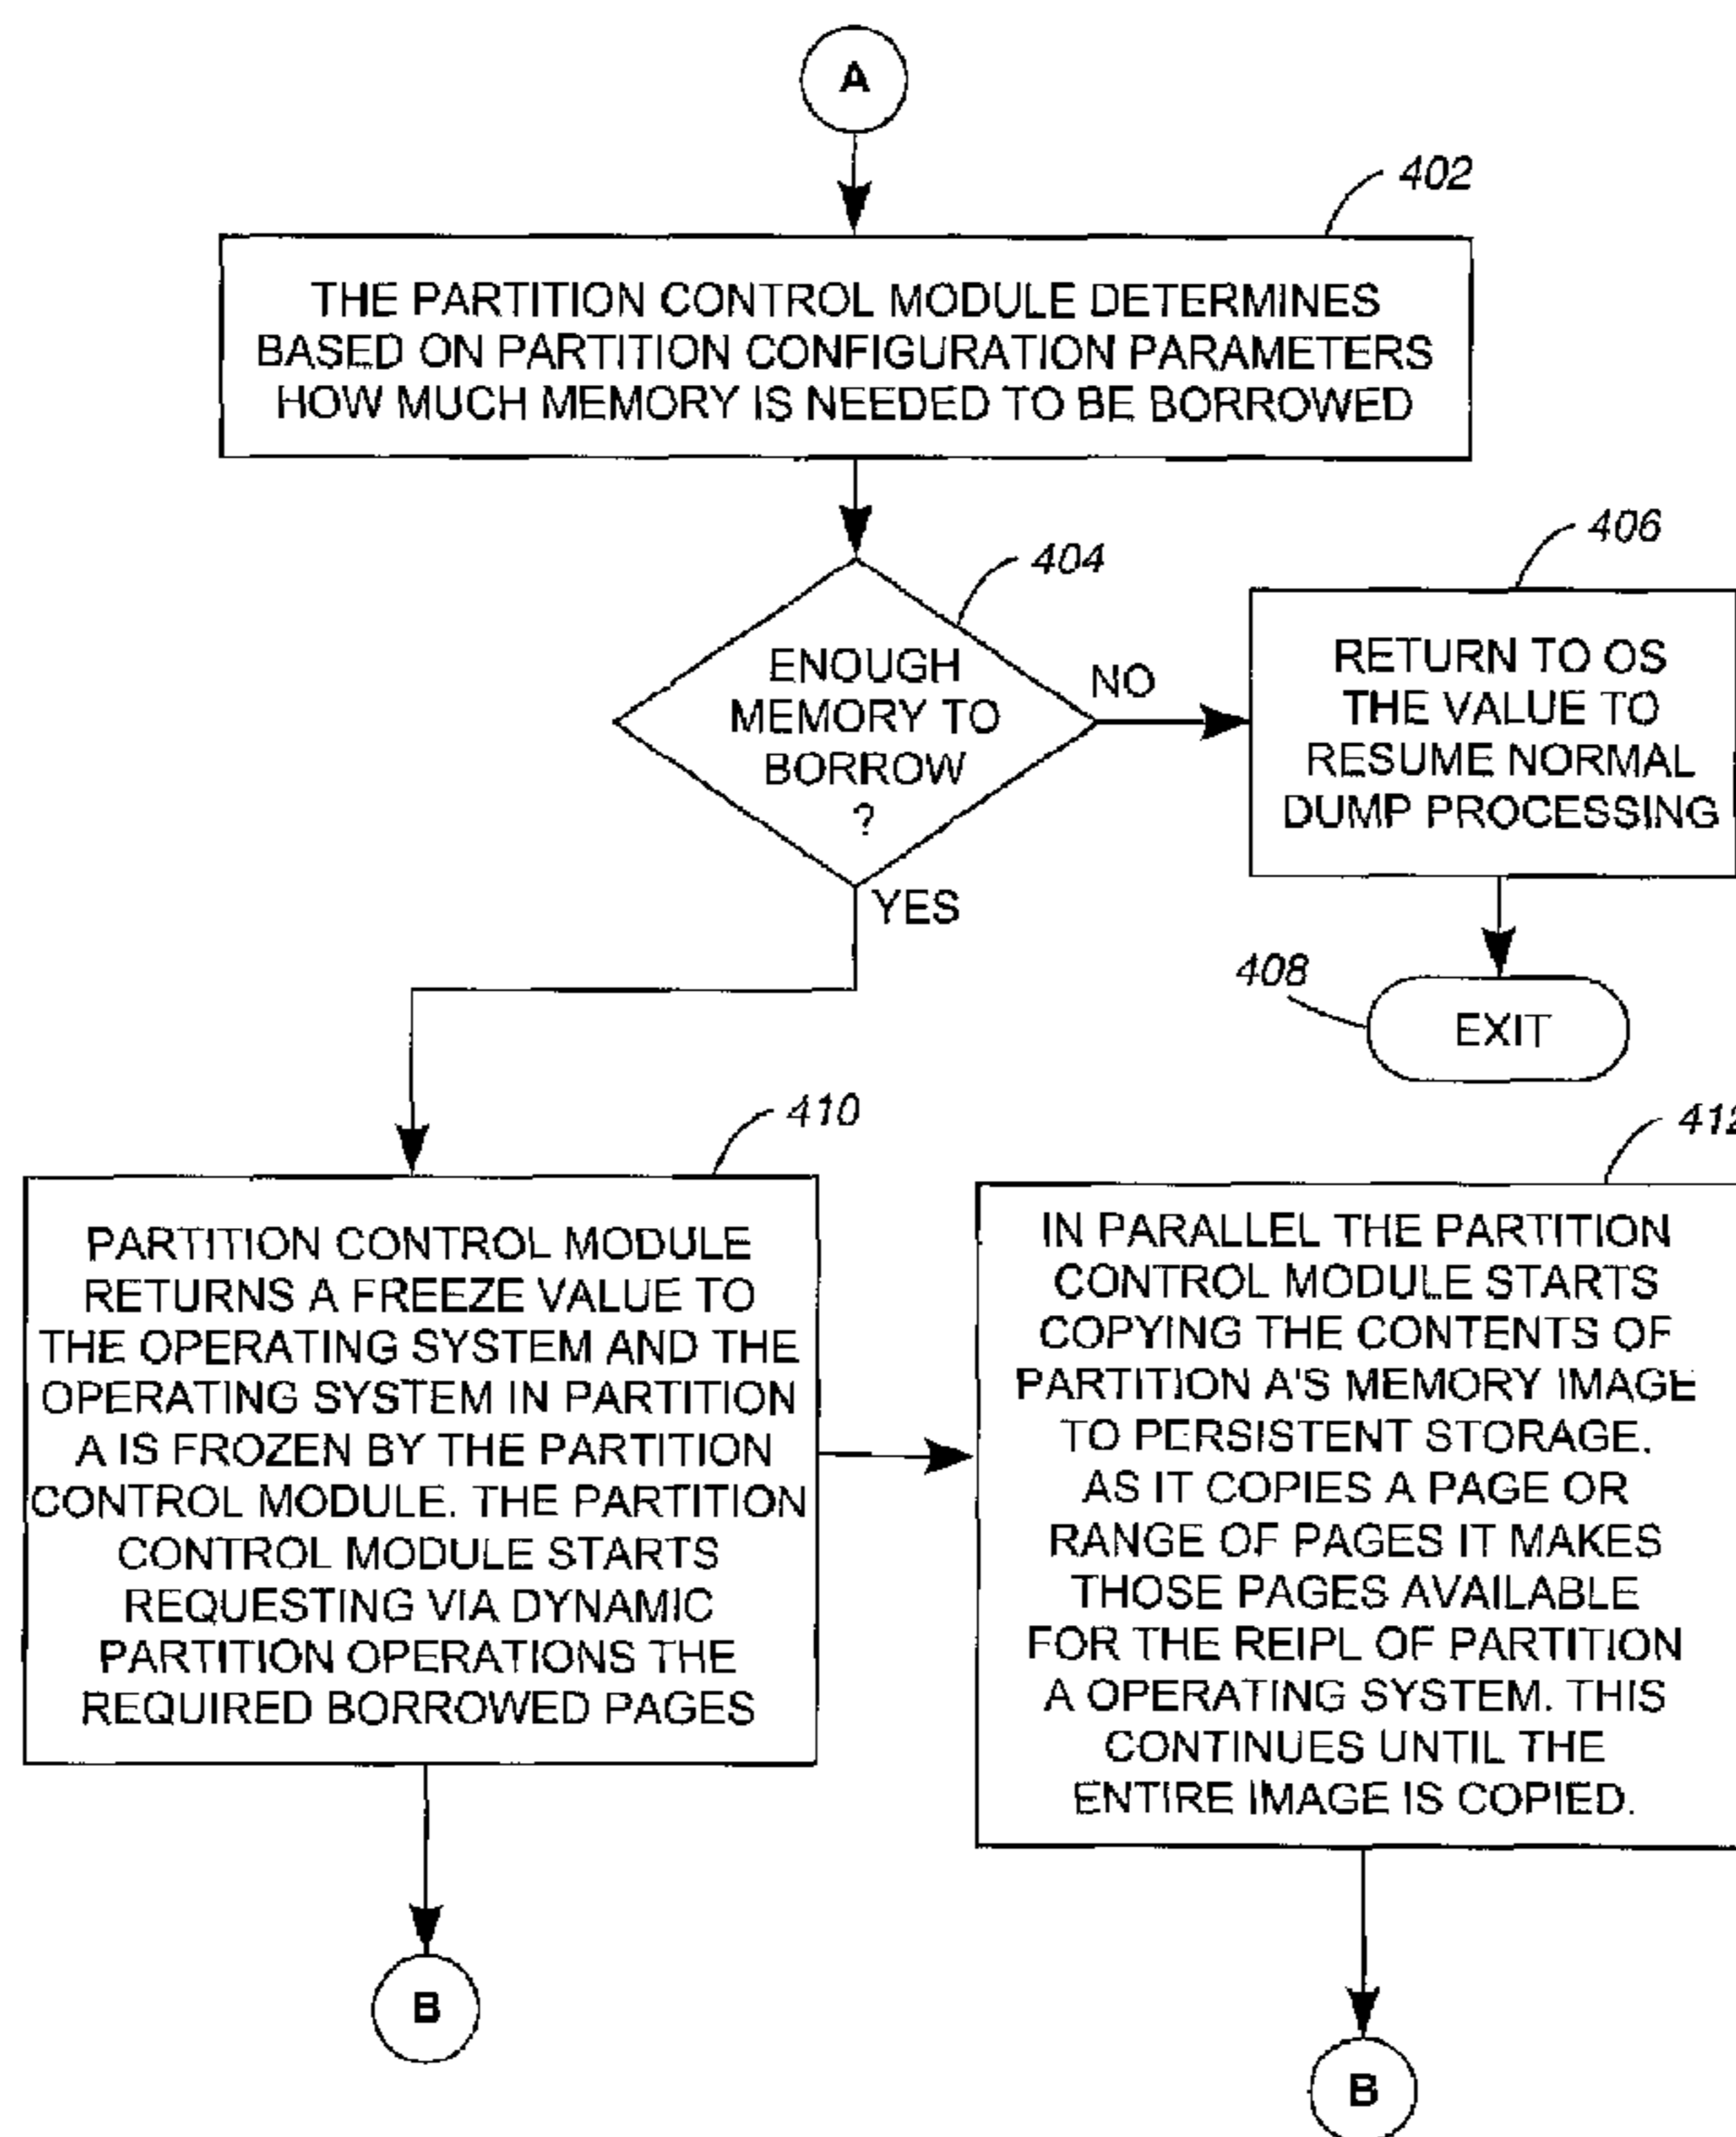 A
402
THE PARTITION CONTROL MODULE DETERMINES
BASED ON PARTITION CONFIGURATION PARAMETERS
HOW MUCH MEMORY IS NEEDED TO BE BORROWED
404
ENOUGH
MEMORY TO
BORROW
?
NO
YES
406
RETURN TO OS
THE VALUE TO
RESUME NORMAL
DUMP PROCESSING
408
EXIT
410
PARTITION CONTROL MODULE
RETURNS A FREEZE VALUE TO
THE OPERATING SYSTEM AND THE
OPERATING SYSTEM IN PARTITION
A IS FROZEN BY THE PARTITION
CONTROL MODULE. THE PARTITION
CONTROL MODULE STARTS
REQUESTING VIA DYNAMIC
PARTITION OPERATIONS THE
REQUIRED BORROWED PAGES
412
IN PARALLEL THE PARTITION
CONTROL MODULE STARTS
COPYING THE CONTENTS OF
PARTITION A'S MEMORY IMAGE
TO PERSISTENT STORAGE.
AS IT COPIES A PAGE OR
RANGE OF PAGES IT MAKES
THOSE PAGES AVAILABLE
FOR THE REIPL OF PARTITION
A OPERATING SYSTEM. THIS
CONTINUES UNTIL THE
ENTIRE IMAGE IS COPIED.
B
B